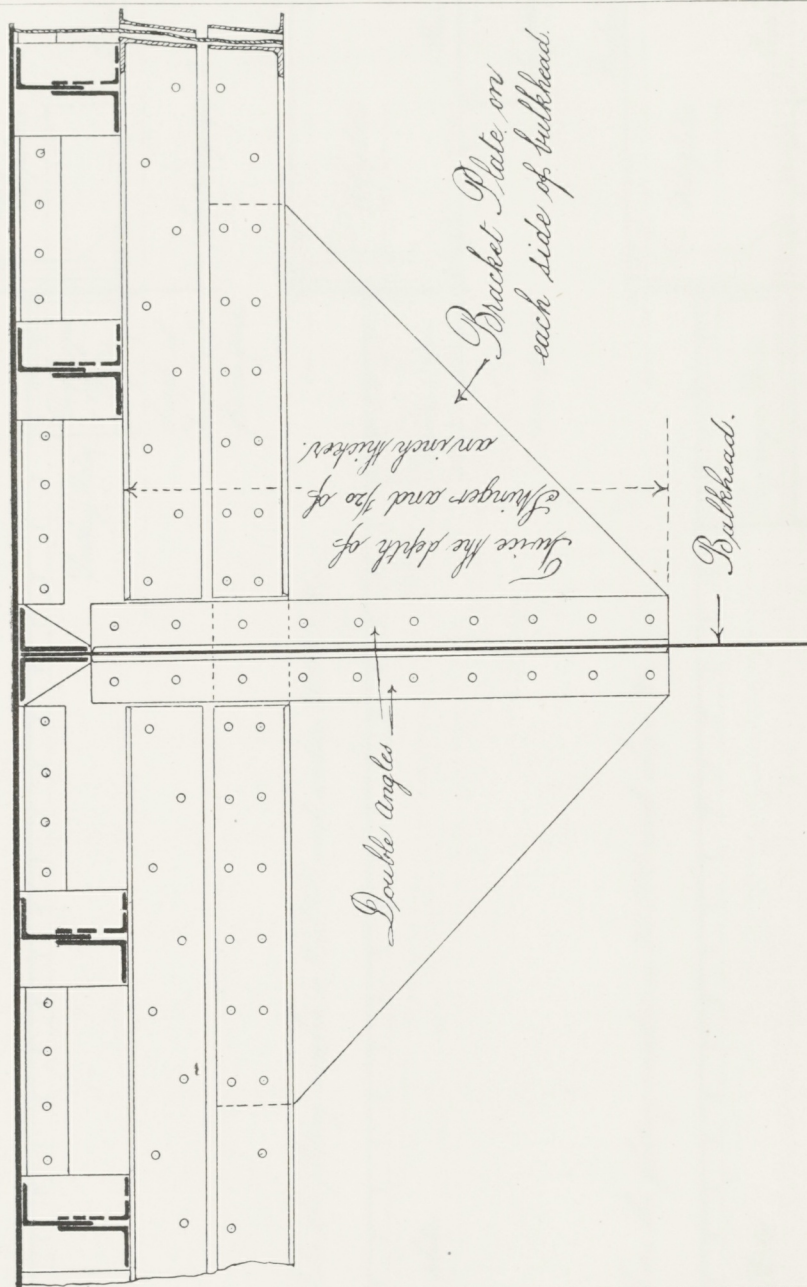 Bracket Plate on
each side of bulkhead.
Twice the depth of
Stringer and 1/20 of
an inch thicker.
Double Angles
Bulkhead.